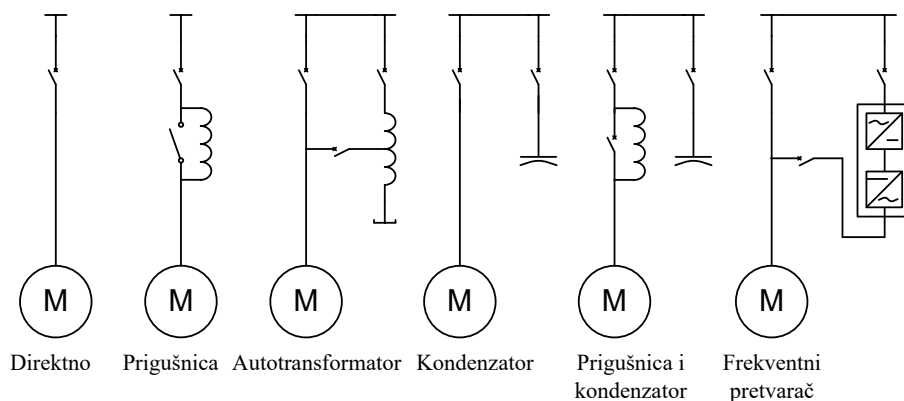 M M M M M M
Direktno Prigušnica Autotransformator Kondenzator Prigušnica i Frekventni
kondenzator pretvarač